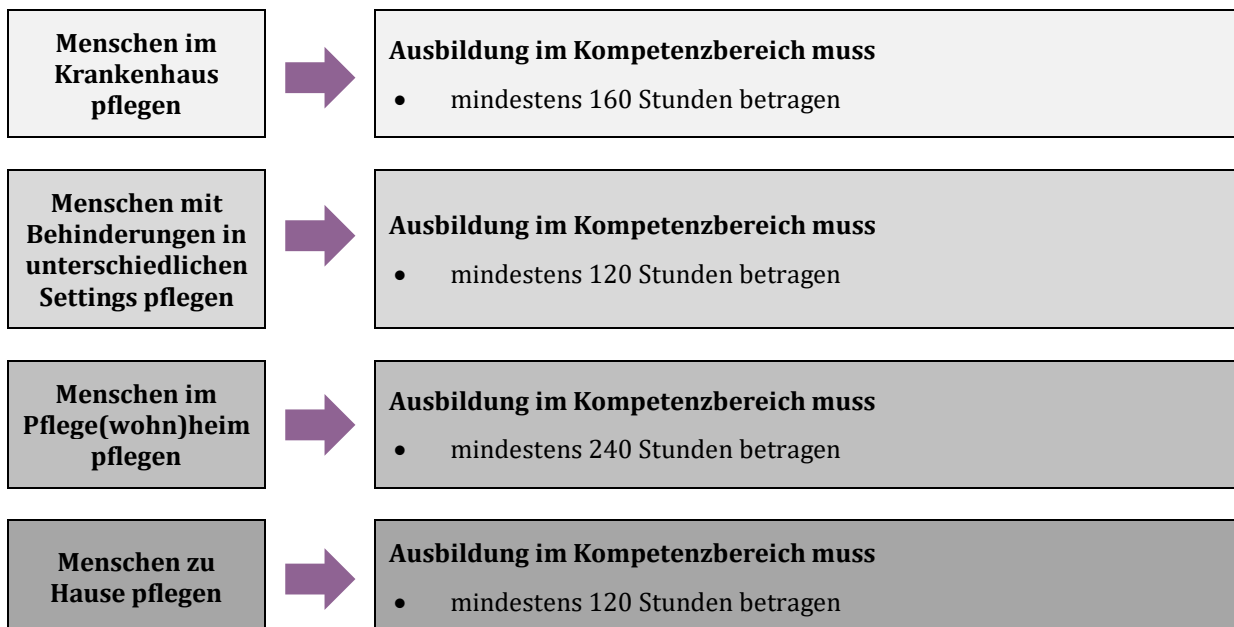 Menschen im
Krankenhaus
pflegen
Ausbildung im Kompetenzbereich muss
• mindestens 160 Stunden betragen
Menschen mit
Behinderungen in
unterschiedlichen
Settings pflegen
Ausbildung im Kompetenzbereich muss
• mindestens 120 Stunden betragen
Menschen im
Pflege(wohn)heim
pflegen
Ausbildung im Kompetenzbereich muss
• mindestens 240 Stunden betragen
Menschen zu
Hause pflegen
Ausbildung im Kompetenzbereich muss
• mindestens 120 Stunden betragen